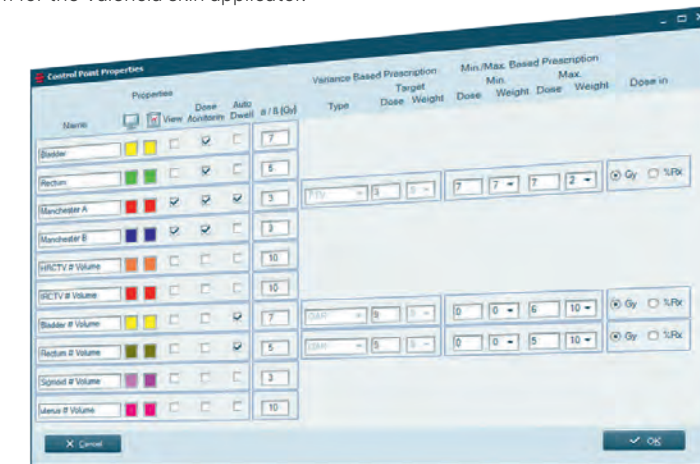 for the Valencia skin applicator.
Control Point Properties
Properties Variance Based Prescription Min./Max. Based Prescription
Target Min. Max.
Name View Dose Monitoring Auto Dwell α / ß (Gy) Type Dose Weight Dose Weight Dose Weight Dose in
Bladder 7
Rectum 5
Manchester A 3 7 7 7 2 Gy %Rx
Manchester B 3
HRCTV # Volume 10
IRCTV # Volume 10
Bladder # Volume 7 OAR 0 0 6 10 Gy %Rx
Rectum # Volume 5 OAR 5 0 0 5 10 Gy %Rx
Sigmoid # Volume 3
Uterus # Volume 10
Cancel OK